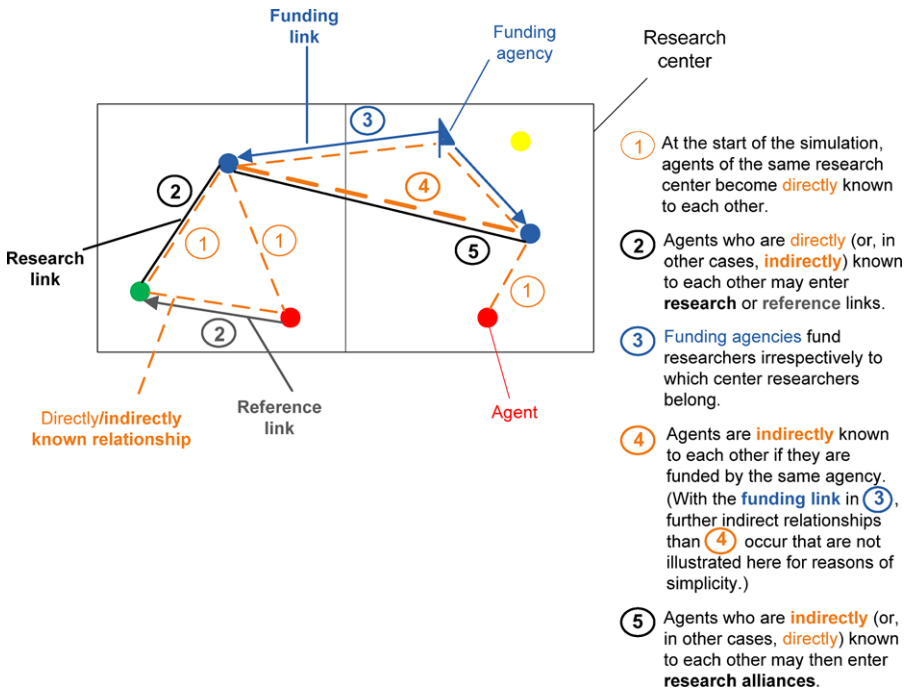 Funding
link
Funding
agency
Research
center
3
2
4
1
1
5
1
2
Research
link
Directly/indirectly
known relationship
Reference
link
Agent
1 At the start of the simulation,
agents of the same research
center become directly known
to each other.
2 Agents who are directly (or, in
other cases, indirectly) known
to each other may enter
research or reference links.
3 Funding agencies fund
researchers irrespectively to
which center researchers
belong.
4 Agents are indirectly known
to each other if they are
funded by the same agency.
(With the funding link in 3,
further indirect relationships
than 4 occur that are not
illustrated here for reasons of
simplicity.)
5 Agents who are indirectly (or,
in other cases, directly) known
to each other may then enter
research alliances.